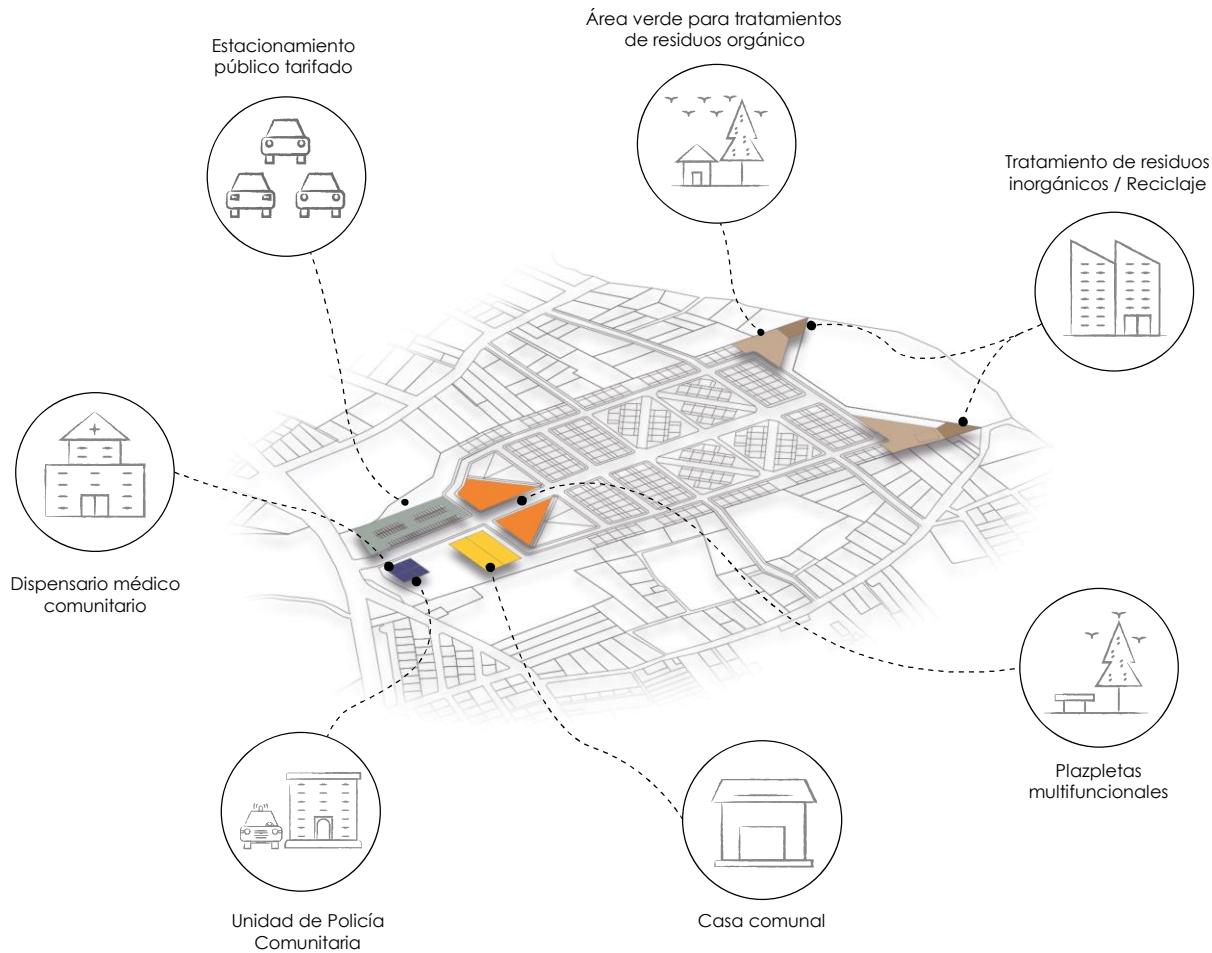 Área verde para tratamientos
de residuos orgánico
Estacionamiento
público tarifado
Tratamiento de residuos
inorgánicos / Reciclaje
Dispensario médico
comunitario
Plazpletas
multifuncionales
Unidad de Policía
Comunitaria
Casa comunal